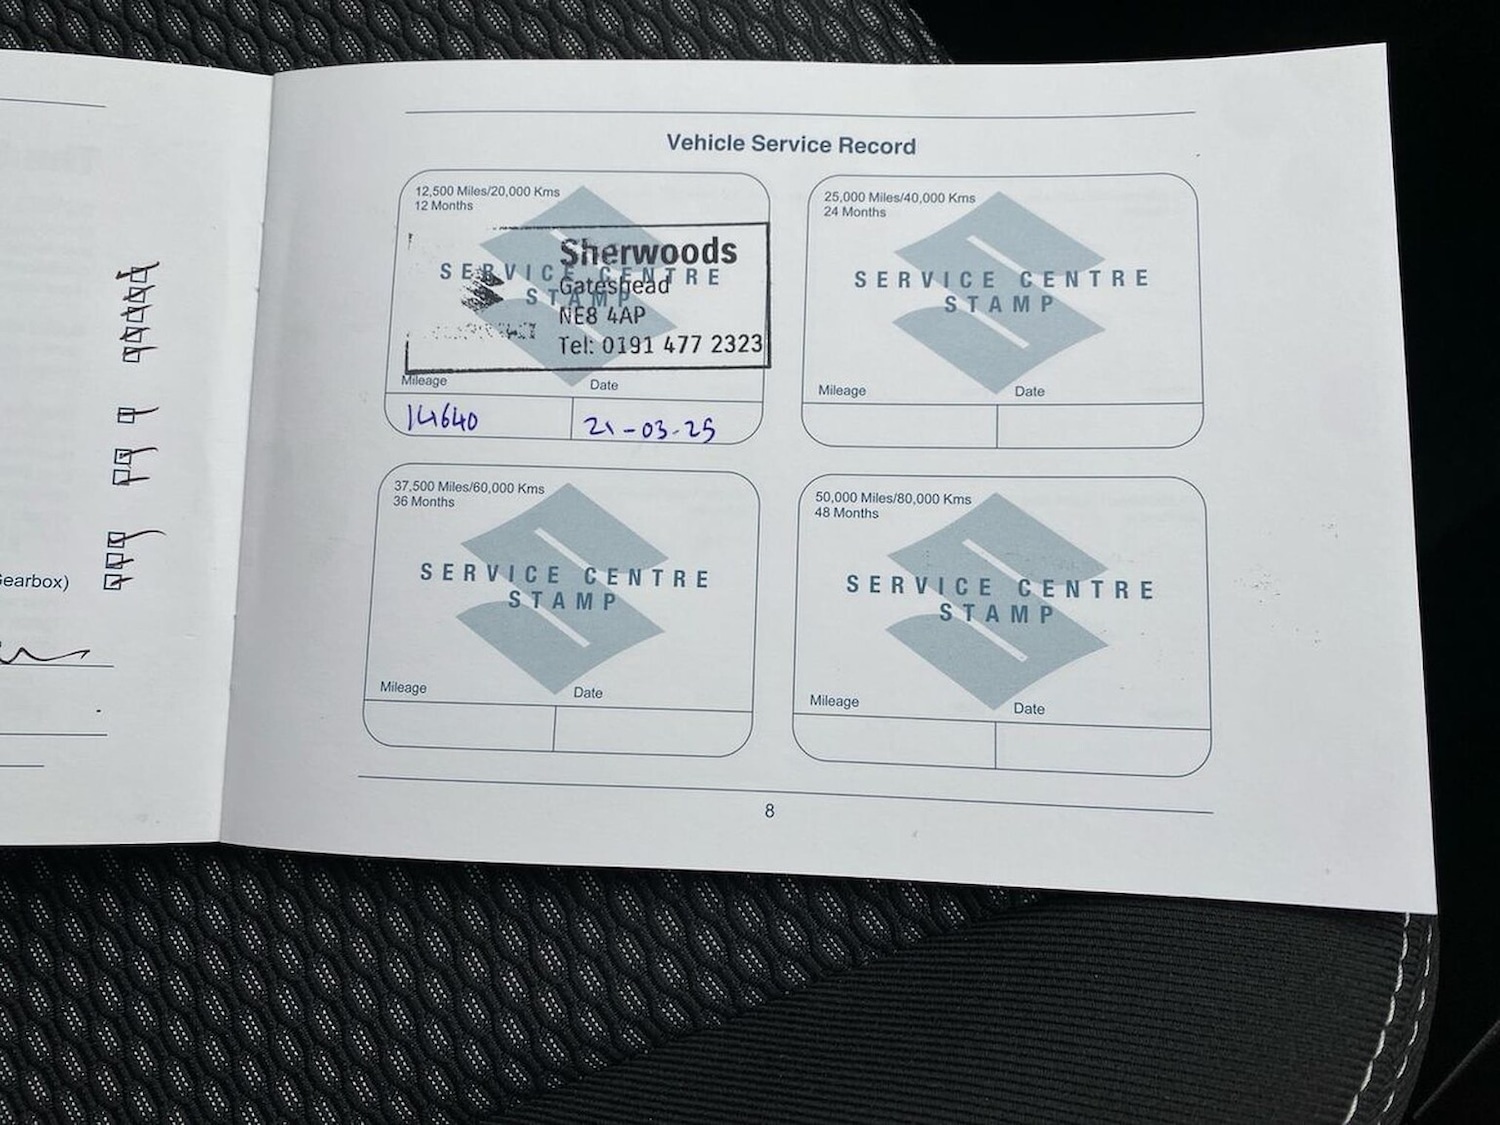 earbox)
Vehicle Service Record
12,500 Miles/20,000 Kms
12 Months
SERVICE CENTRE
STAMP
Sherwoods
Gateshead
NE8 4AP
Tel: 0191 477 2323
Mileage
Date
14640
21-03-25
25,000 Miles/40,000 Kms
24 Months
SERVICE CENTRE
STAMP
Mileage
Date
37,500 Miles/60,000 Kms
36 Months
SERVICE CENTRE
STAMP
Mileage
Date
50,000 Miles/80,000 Kms
48 Months
SERVICE CENTRE
STAMP
Mileage
Date
8